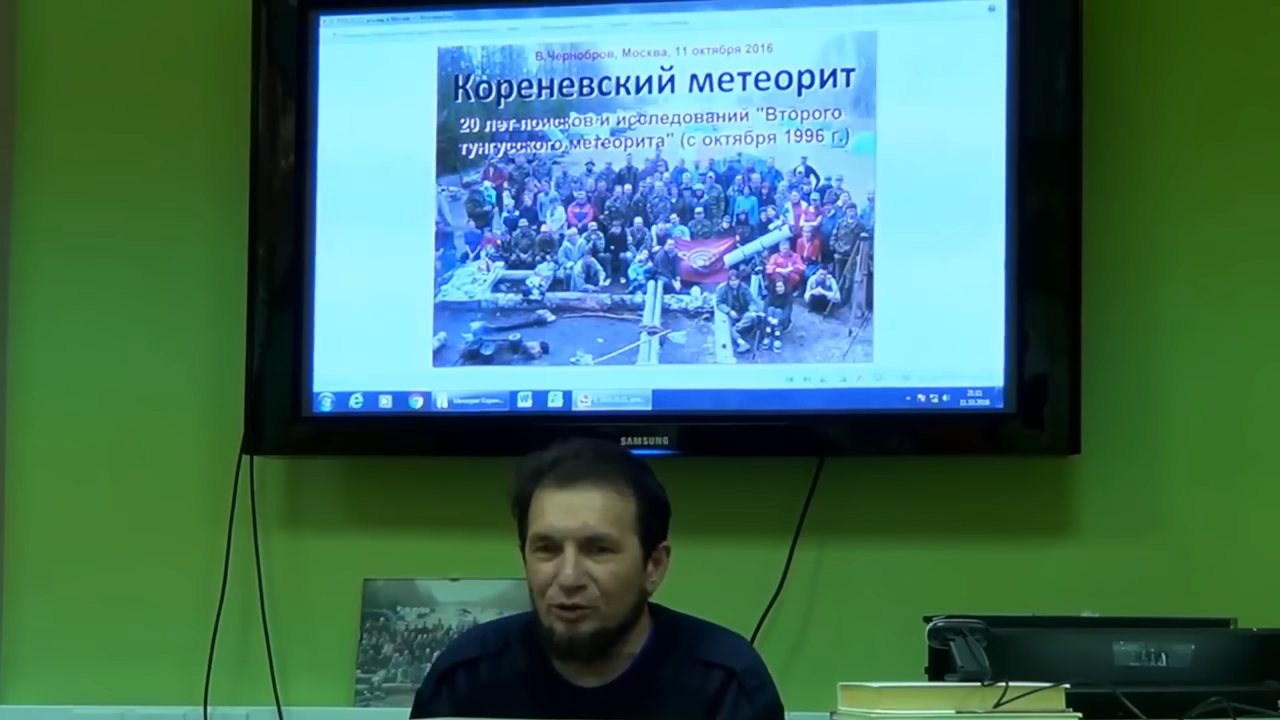 В.Чернобров, Москва, 11 октября 2016
Кореневский метеорит
20 лет поисков и исследований "Второго
тунгусского метеорита" (с октября 1996 г.)
SAMSUNG